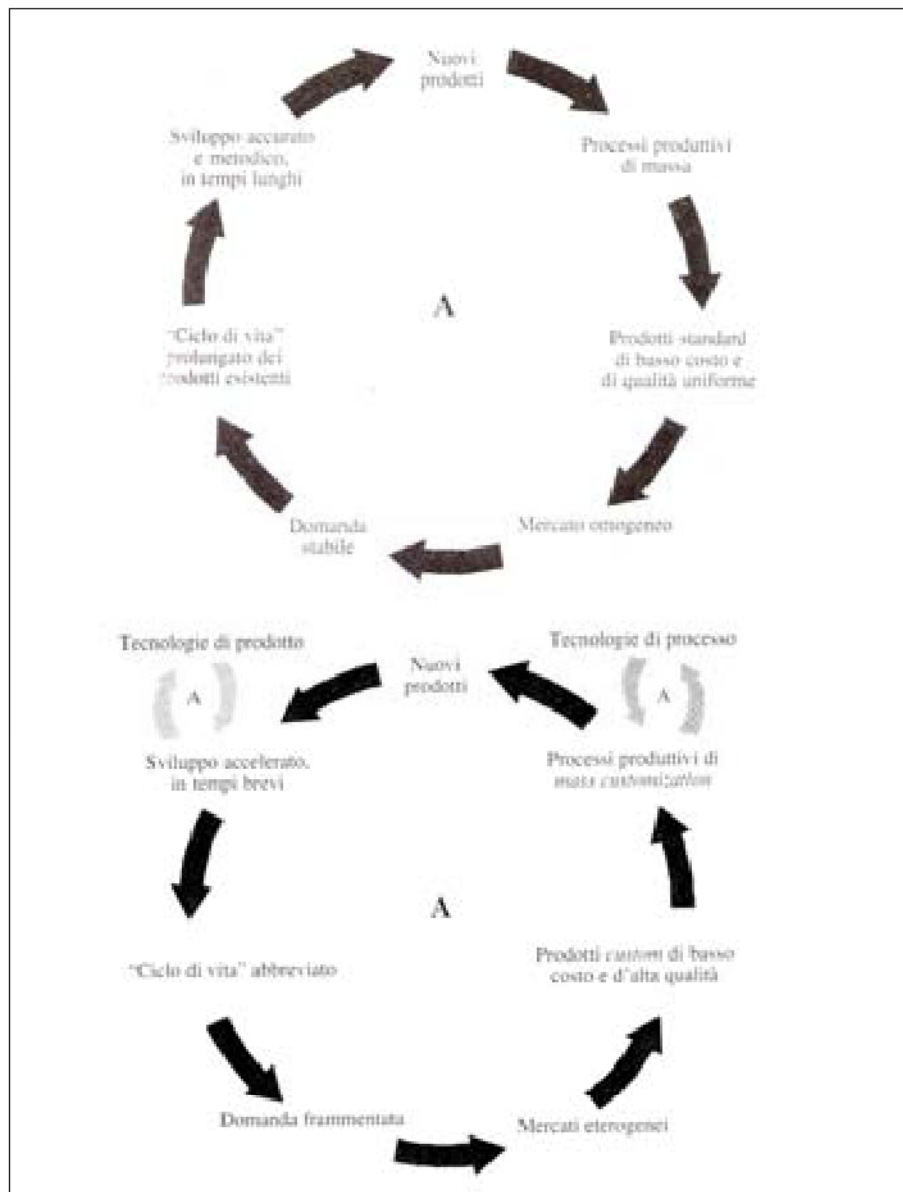 Nuovi
prodotti
Sviluppo accurato
e metodico,
in tempi lunghi
Processi produttivi
di massa
A
"Ciclo di vita"
prolungato dei
prodotti esistenti
Prodotti standard
di basso costo e
di qualità uniforme
Domanda
stabile
Mercato omogeneo
Tecnologie di prodotto
Nuovi
prodotti
Tecnologie di processo
A
A
Sviluppo accelerato,
in tempi brevi
Processi produttivi di
mass customization
A
"Ciclo di vita" abbreviato
Prodotti custom di basso
costo e d'alta qualità
Domanda frammentata
Mercati eterogenei